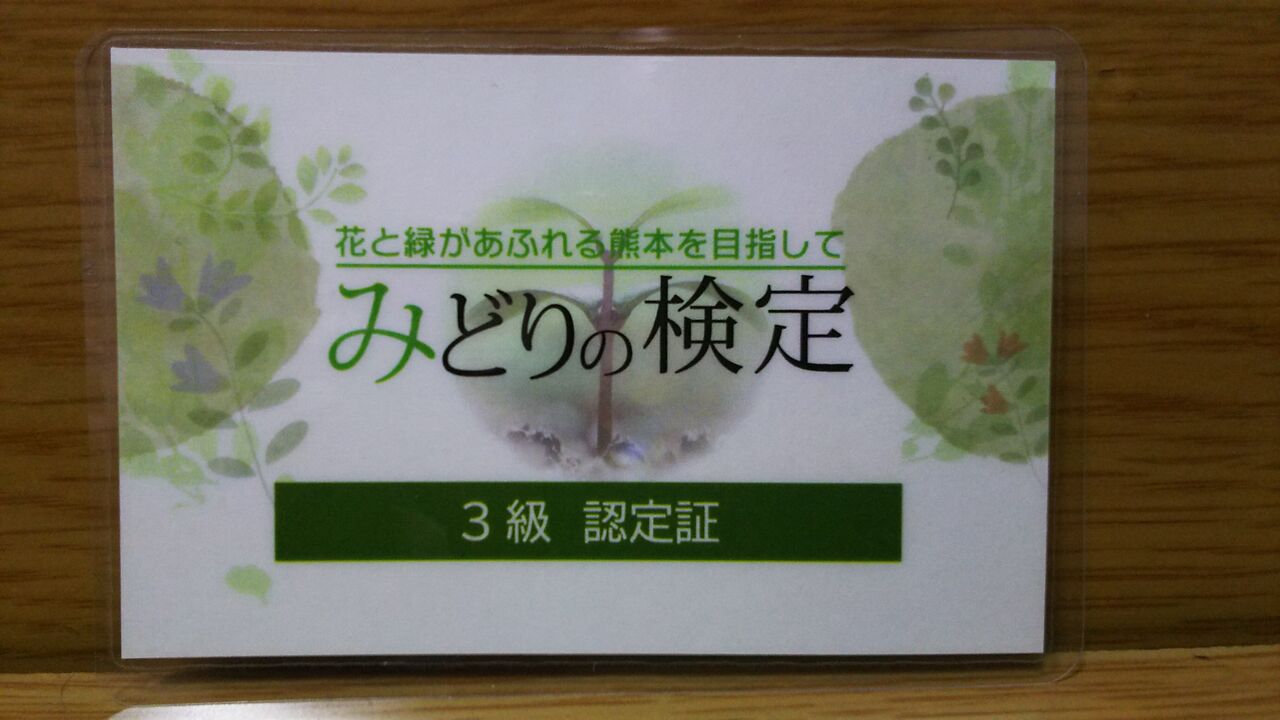 花と緑があふれる熊本を目指して
みどりの検定
3級 認定証